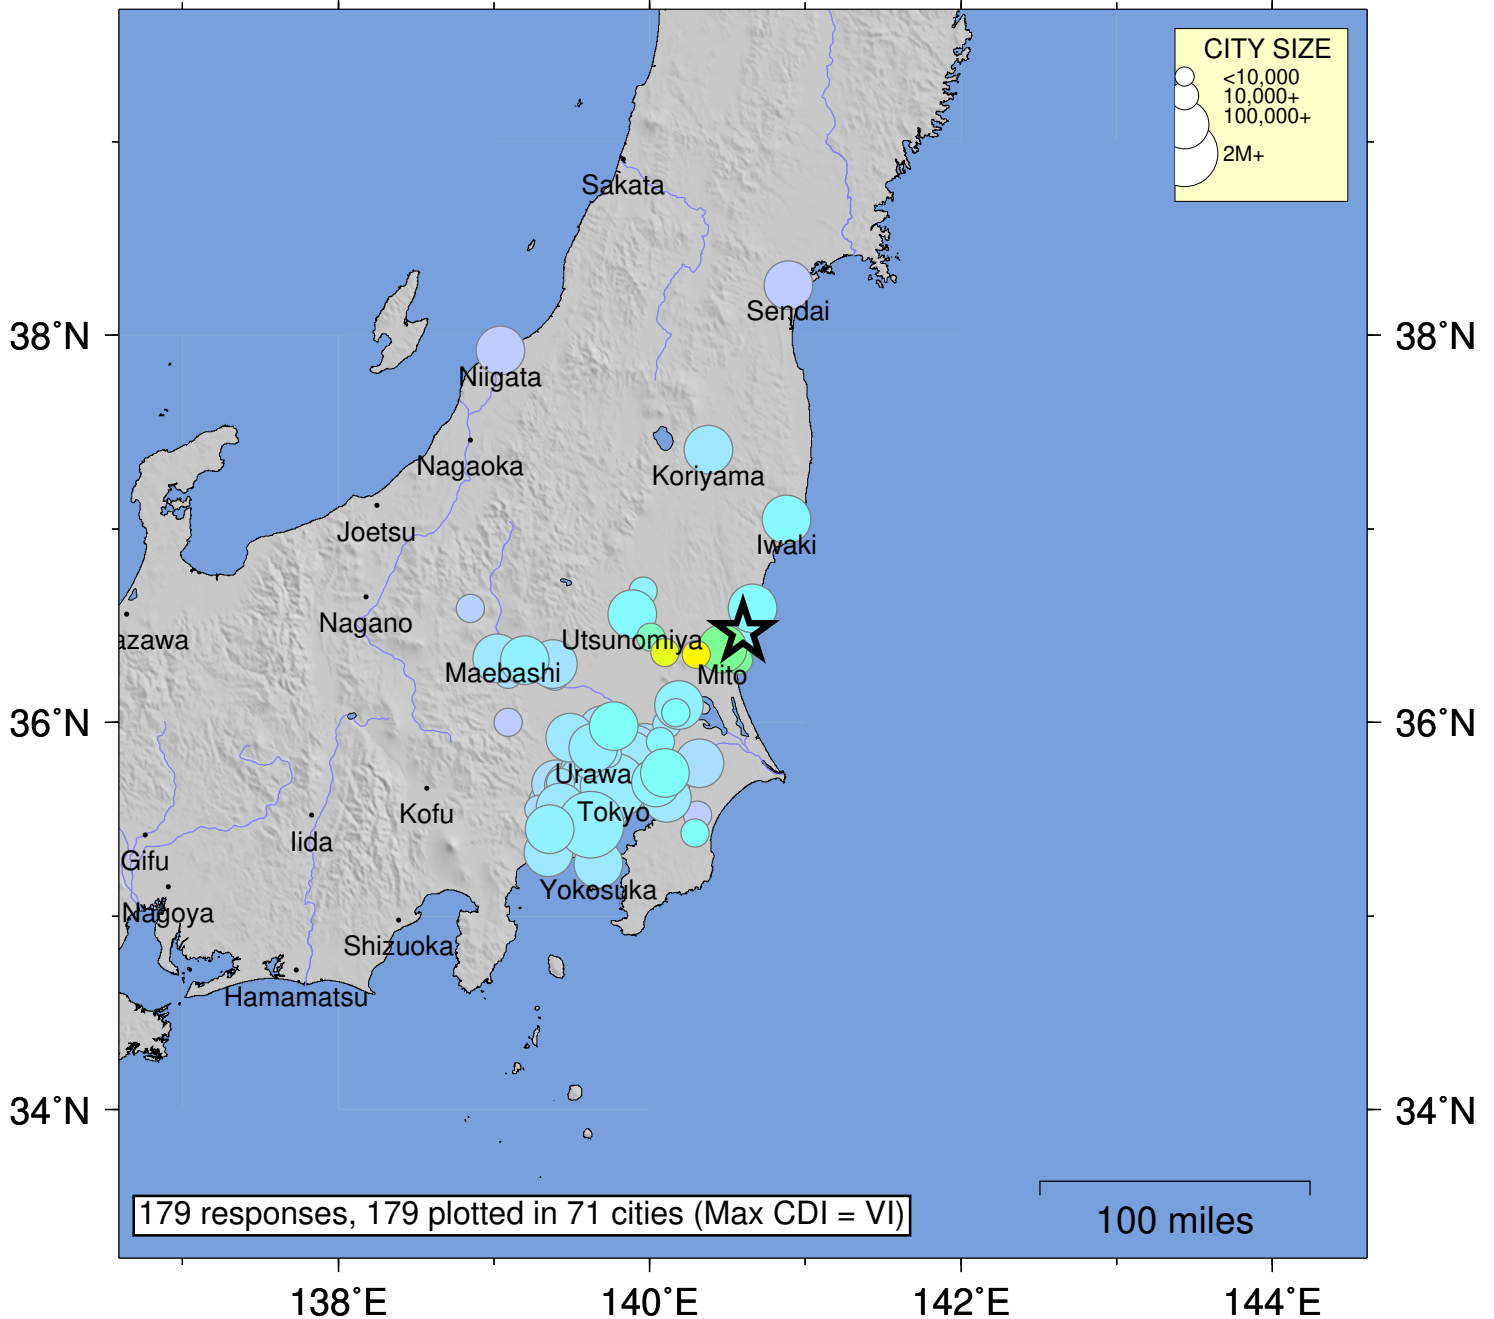 CITY SIZE
<10,000
10,000+
100,000+
2M+
Sakata
Sendai
38°N
38°N
Niigata
Nagaoka
Koriyama
Joetsu
Iwaki
Nagano
azawa
Utsunomiya
Maebashi
Mito
36°N
36°N
Urawa
Kofu
Tokyo
Iida
Gifu
Yokosuka
Nagoya
Shizuoka
Hamamatsu
34°N
34°N
179 responses, 179 plotted in 71 cities (Max CDI = VI)
100 miles
138°E
140°E
142°E
144°E